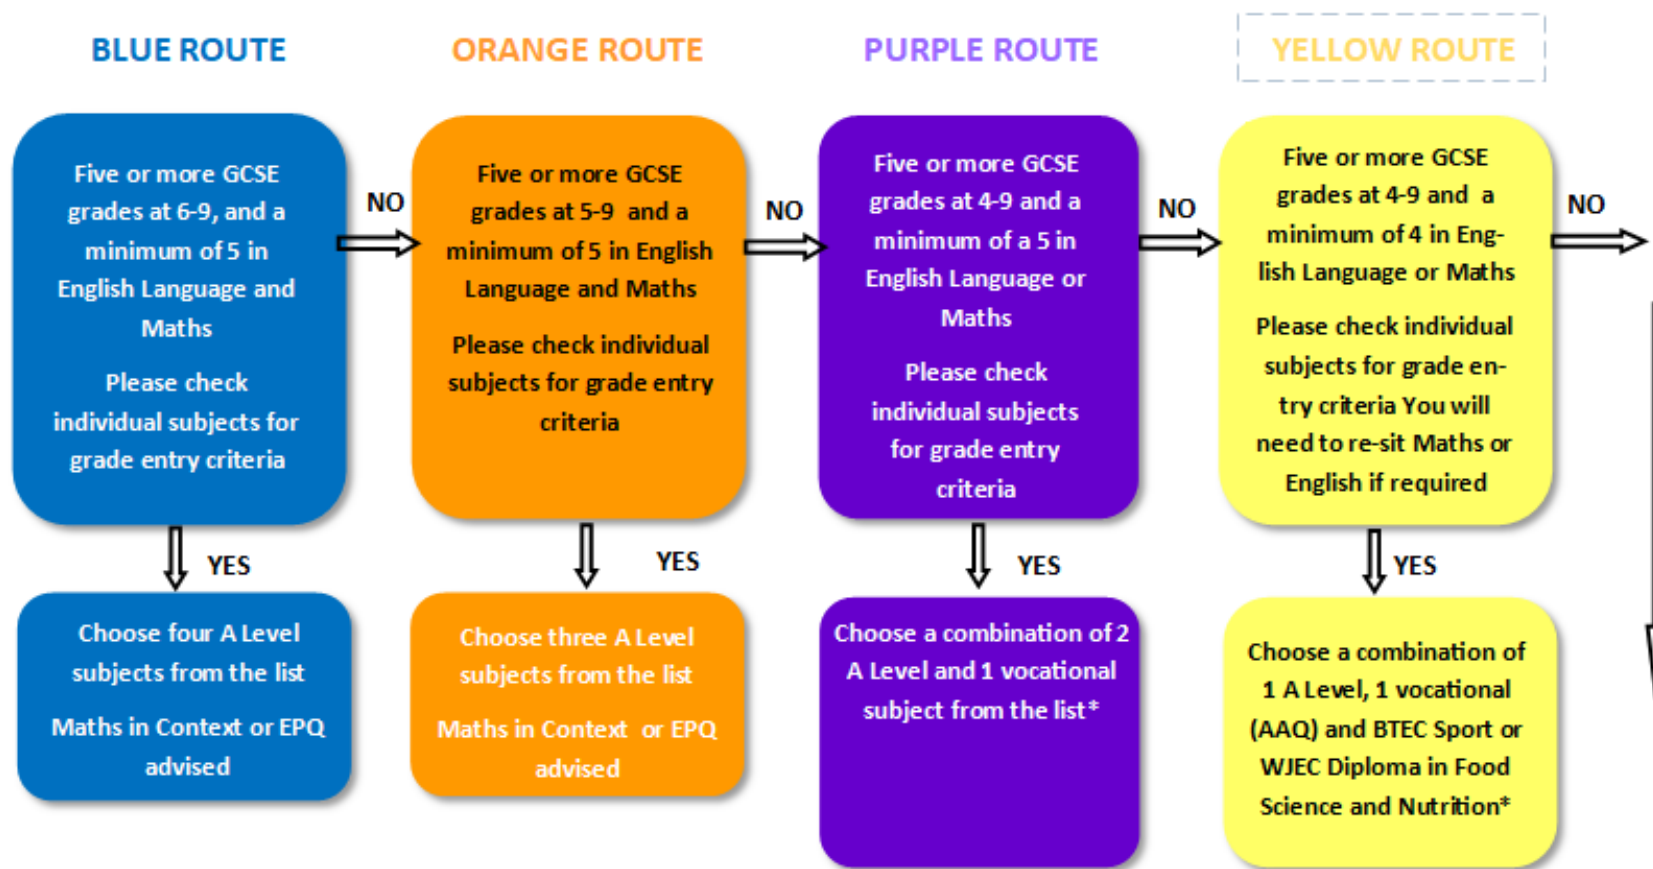 BLUE ROUTE
Five or more GCSE
grades at 6-9, and a
minimum of 5 in
English Language and
Maths
Please check
individual subjects for
grade entry criteria
NO
YES
Choose four A Level
subjects from the list
Maths in Context or EPQ
advised
ORANGE ROUTE
Five or more GCSE
grades at 5-9 and a
minimum of 5 in English
Language and Maths
Please check individual
subjects for grade entry
criteria
NO
YES
Choose three A Level
subjects from the list
Maths in Context or EPQ
advised
PURPLE ROUTE
Five or more GCSE
grades at 4-9 and a
minimum of a 5 in
English Language or
Maths
Please check
individual subjects
for grade entry
criteria
NO
YES
Choose a combination of 2
A Level and 1 vocational
subject from the list*
YELLOW ROUTE
Five or more GCSE
grades at 4-9 and a
minimum of 4 in Eng-
lish Language or Maths
Please check individual
subjects for grade en-
try criteria You will
need to re-sit Maths or
English if required
NO
YES
Choose a combination of
1 A Level, 1 vocational
(AAQ) and BTEC Sport or
WJEC Diploma in Food
Science and Nutrition*